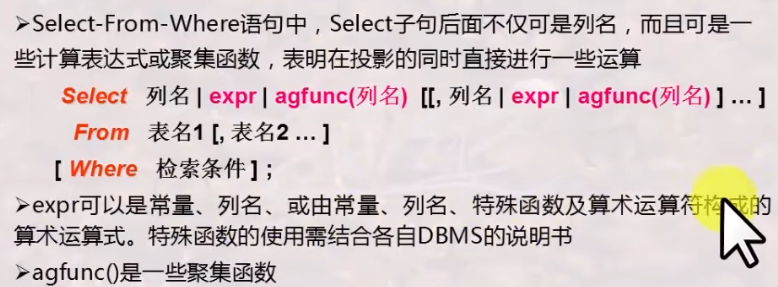 ➢Select-From-Where语句中，Select子句后面不仅可是列名，而且可是一
些计算表达式或聚集函数，表明在投影的同时直接进行一些运算
Select 列名 | expr | agfunc(列名) [[, 列名 | expr | agfunc(列名) ] … ]
From 表名1 [, 表名2 … ]
[ Where 检索条件 ] ;
➢expr可以是常量、列名、或由常量、列名、特殊函数及算术运算符构成的
算术运算式。特殊函数的使用需结合各自DBMS的说明书
➢agfunc()是一些聚集函数